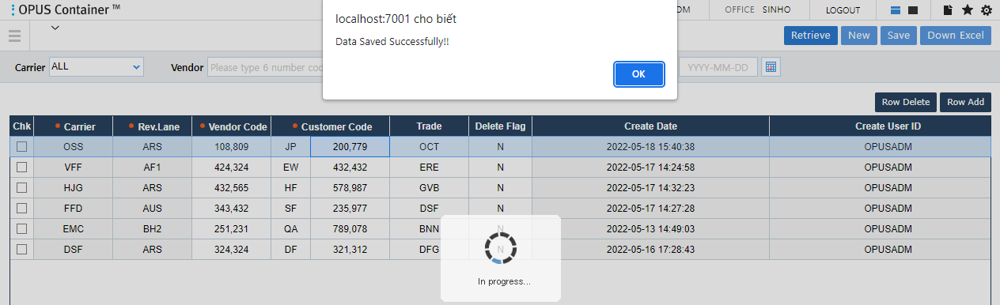 OPUS Container ™
DM OFFICE SINHO LOGOUT
localhost:7001 cho biết
Data Saved Successfully!!
OK
Retrieve New Save Down Excel
Carrier ALL Vendor Please type 6 number YYYY-MM-DD
Row Delete Row Add
Chk Carrier Rev.Lane Vendor Code Customer Code Trade Delete Flag Create Date Create User ID
OSS ARS 108,809 JP 200,779 OCT N 2022-05-18 15:40:38 OPUSADM
VFF AF1 424,324 EW 432,432 ERE N 2022-05-17 14:24:58 OPUSADM
HJG ARS 432,565 HF 578,987 GVB N 2022-05-17 14:32:23 OPUSADM
FFD AUS 343,432 SF 235,977 DSF N 2022-05-17 14:27:28 OPUSADM
EMC BH2 251,231 QA 789,078 BNN N 2022-05-13 14:49:03 OPUSADM
DSF ARS 324,324 DF 321,312 DFG N 2022-05-16 17:28:43 OPUSADM
In progress...